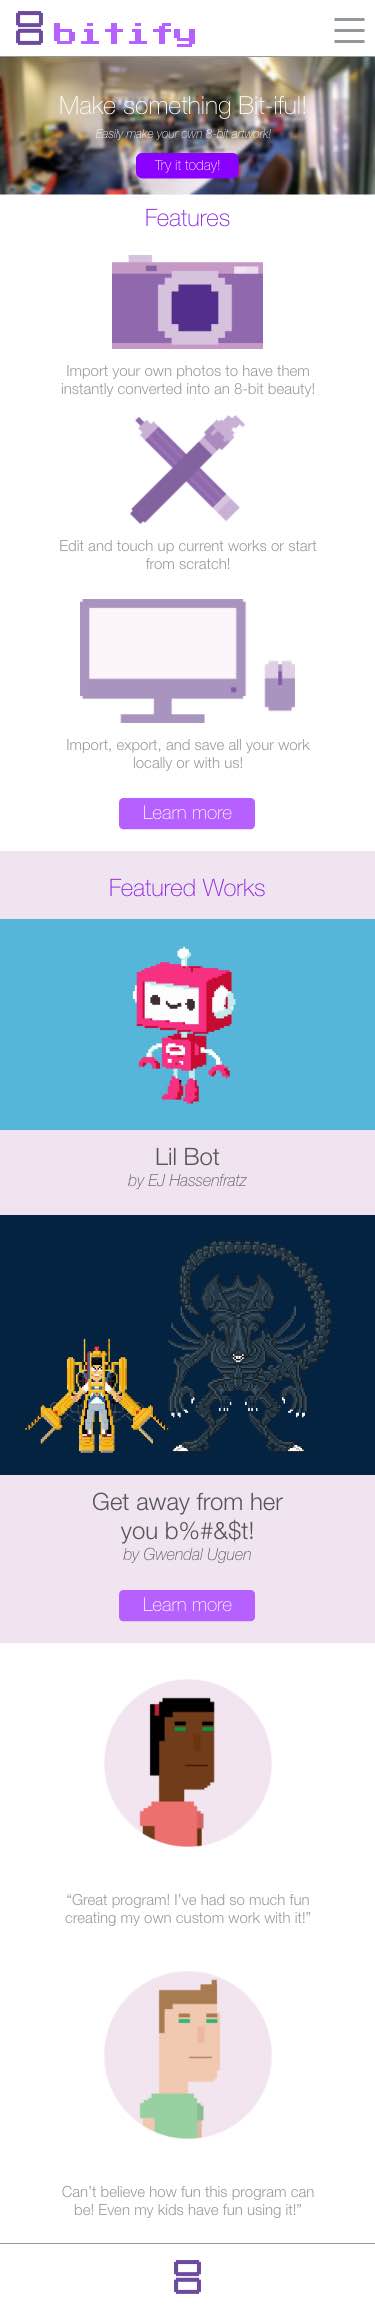 8 bitify
Make something Bit-iful!
Easily make your own 8-bit artwork!
Try it today!
Features
Import your own photos to have them
instantly converted into an 8-bit beauty!
Edit and touch up current works or start
from scratch!
Import, export, and save all your work
locally or with us!
Learn more
Featured Works
Lil Bot
by EJ Hassenfratz
Get away from her
you b%#&$t!
by Gwendal Uguen
Learn more
“Great program! I’ve had so much fun
creating my own custom work with it!”
Can’t believe how fun this program can
be! Even my kids have fun using it!”
8